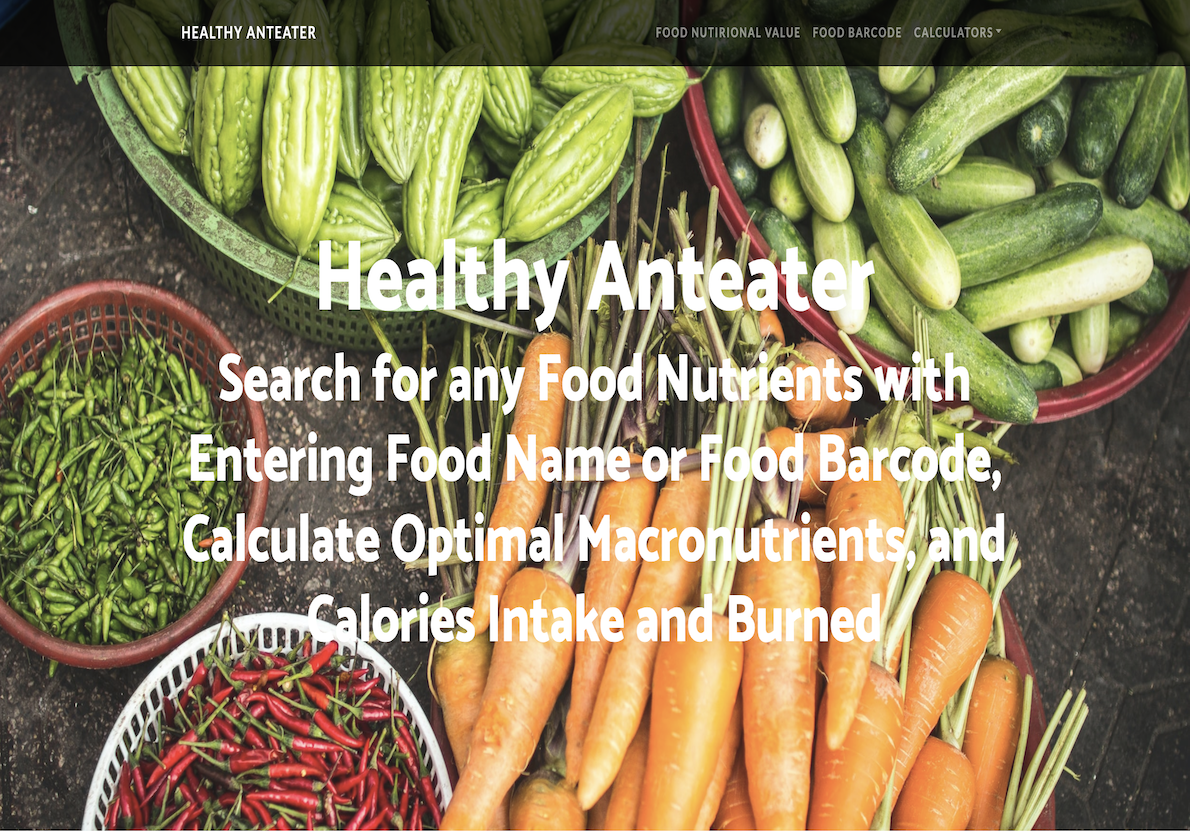 HEALTHY ANTEATER
FOOD NUTIRIONAL VALUE FOOD BARCODE CALCULATORS
Healthy Anteater
Search for any Food Nutrients with
Entering Food Name or Food Barcode,
Calculate Optimal Macronutrients, and
Calories Intake and Burned